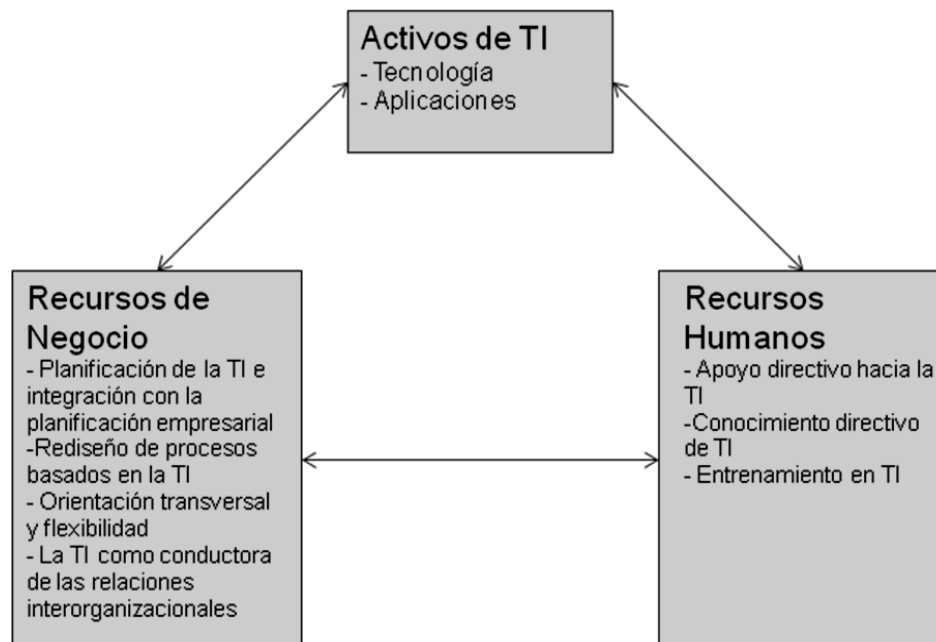 Activos de TI
- Tecnología
- Aplicaciones
Recursos de
Negocio
- Planificación de la TI e
integración con la
planificación empresarial
-Rediseño de procesos
basados en la TI
- Orientación transversal
y flexibilidad
- La TI como conductora
de las relaciones
interorganizacionales
Recursos
Humanos
- Apoyo directivo hacia la
TI
-Conocimiento directivo
de TI
- Entrenamiento en TI